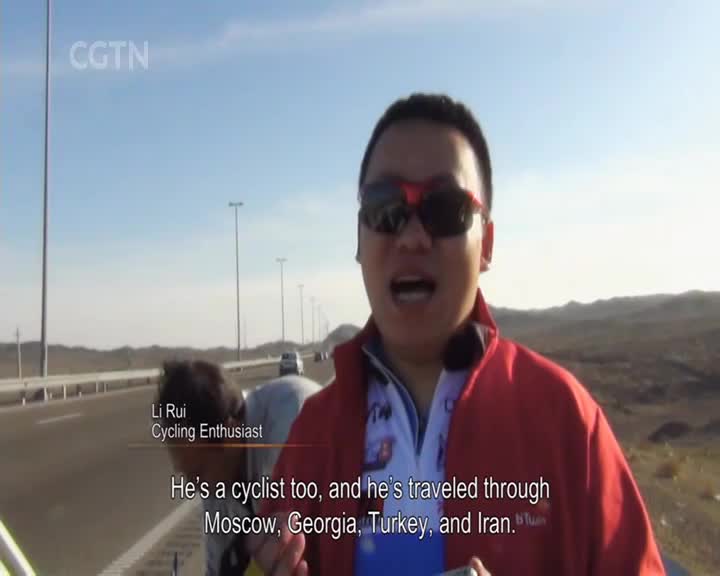 CGTN
Li Rui
Cycling Enthusiast
He's a cyclist too, and he's traveled through
Moscow, Georgia, Turkey, and Iran.